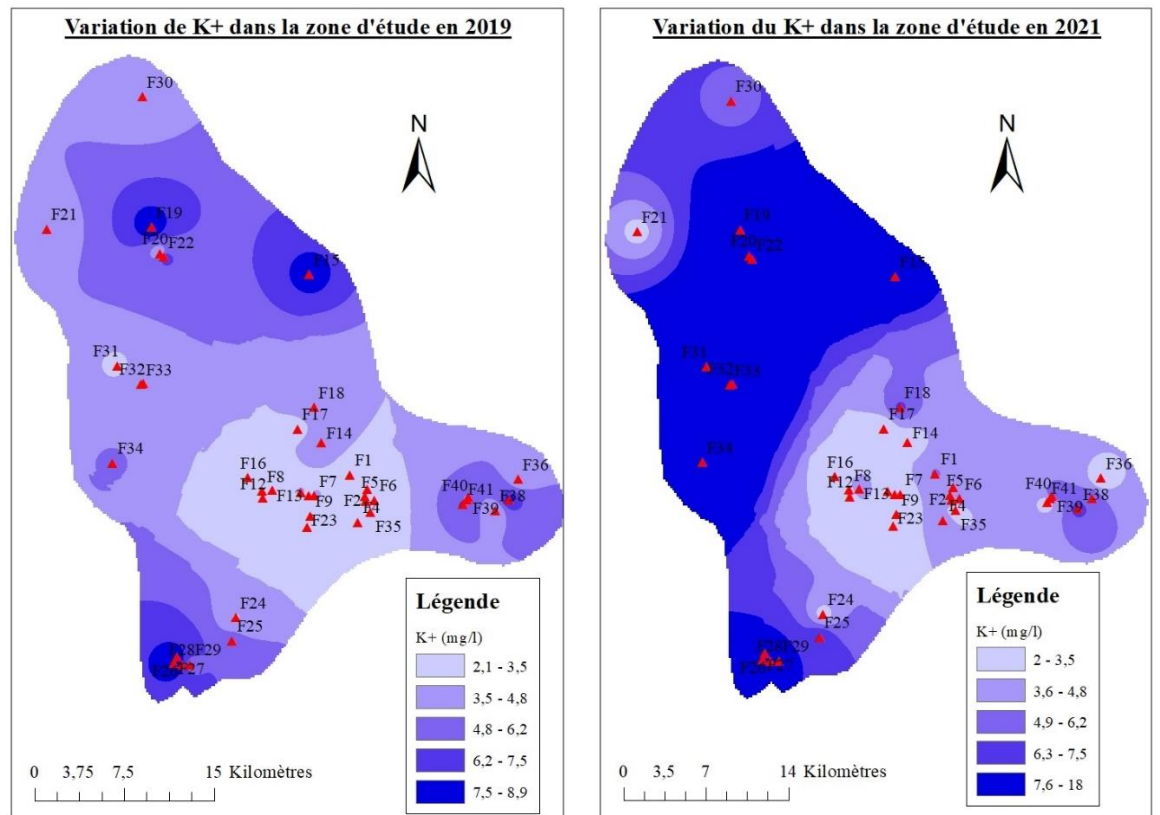 Variation de K+ dans la zone d'étude en 2019
N
F30
F21
F19
F20
F22
F15
F31
F32
F33
F18
F17
F14
F34
F16
F8
F12
F13
F7
F9
F1
F5
F6
F2
F4
F23
F35
F36
F40
F41
F38
F39
F24
F25
F28
F29
F27
Légende
K+ (mg/l)
2,1 - 3,5
3,5 - 4,8
4,8 - 6,2
6,2 - 7,5
7,5 - 8,9
0 3,75 7,5 15 Kilomètres
Variation du K+ dans la zone d'étude en 2021
N
F30
F21
F19
F20
F22
F15
F31
F32
F33
F18
F17
F14
F34
F16
F8
F12
F13
F7
F9
F1
F5
F6
F2
F4
F23
F35
F36
F40
F41
F38
F39
F24
F25
F28
F29
F27
Légende
K+ (mg/l)
2 - 3,5
3,6 - 4,8
4,9 - 6,2
6,3 - 7,5
7,6 - 18
0 3,5 7 14 Kilomètres